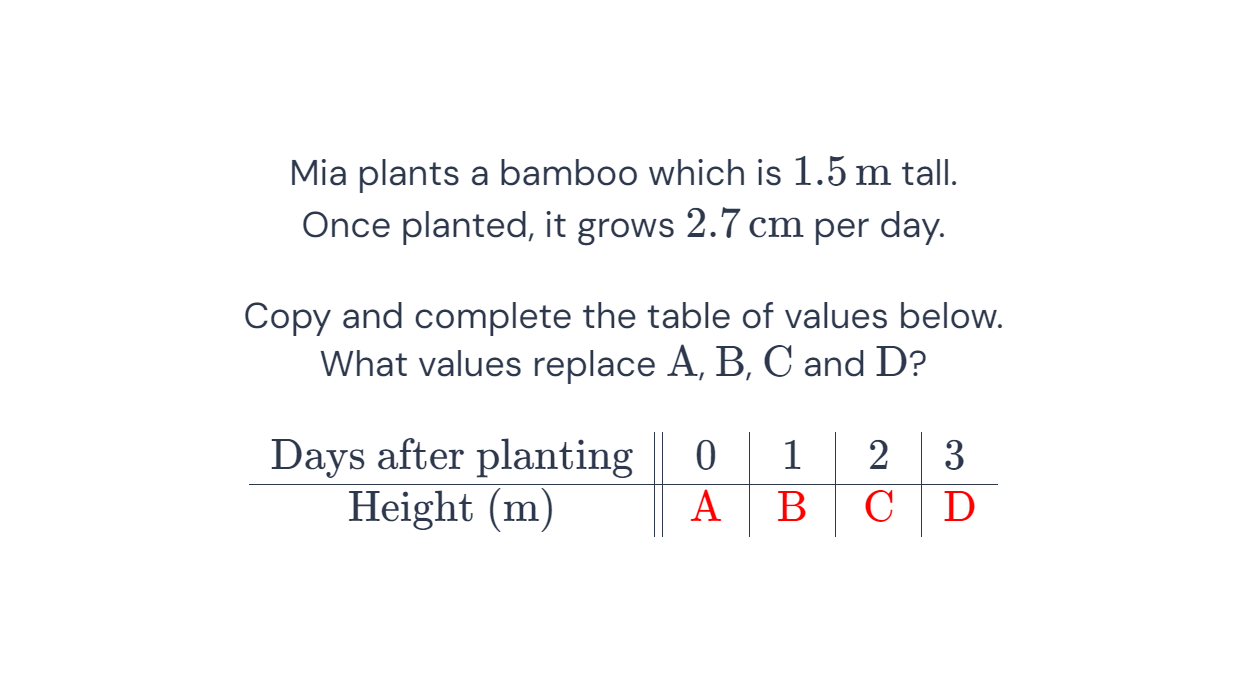 Mia plants a bamboo which is 1.5 m tall.
Once planted, it grows 2.7 cm per day.
Copy and complete the table of values below.
What values replace A, B, C and D?
Days after planting 0 1 2 3
Height (m) A B C D